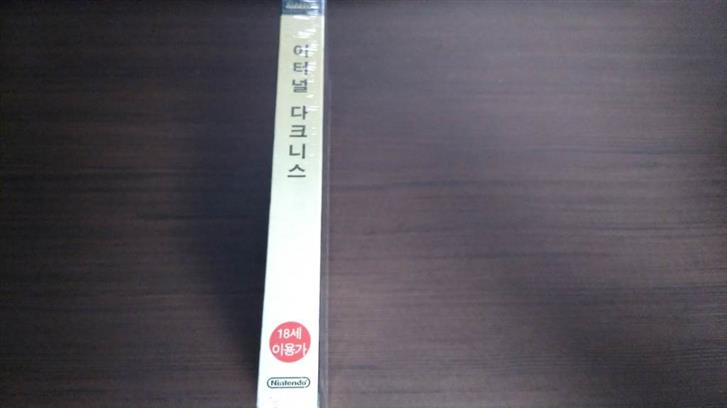 이터널 다크니스
18세
이용가
Nintendo